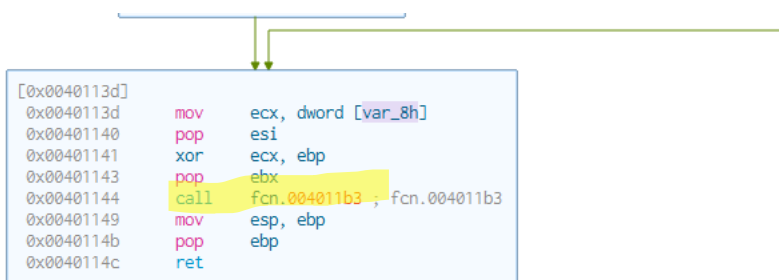 [0x0040113d]
0x0040113d mov ecx, dword [var_8h]
0x00401140 pop esi
0x00401141 xor ecx, ebp
0x00401143 pop ebx
0x00401144 call fcn.004011b3 ; fcn.004011b3
0x00401149 mov esp, ebp
0x0040114b pop ebp
0x0040114c ret